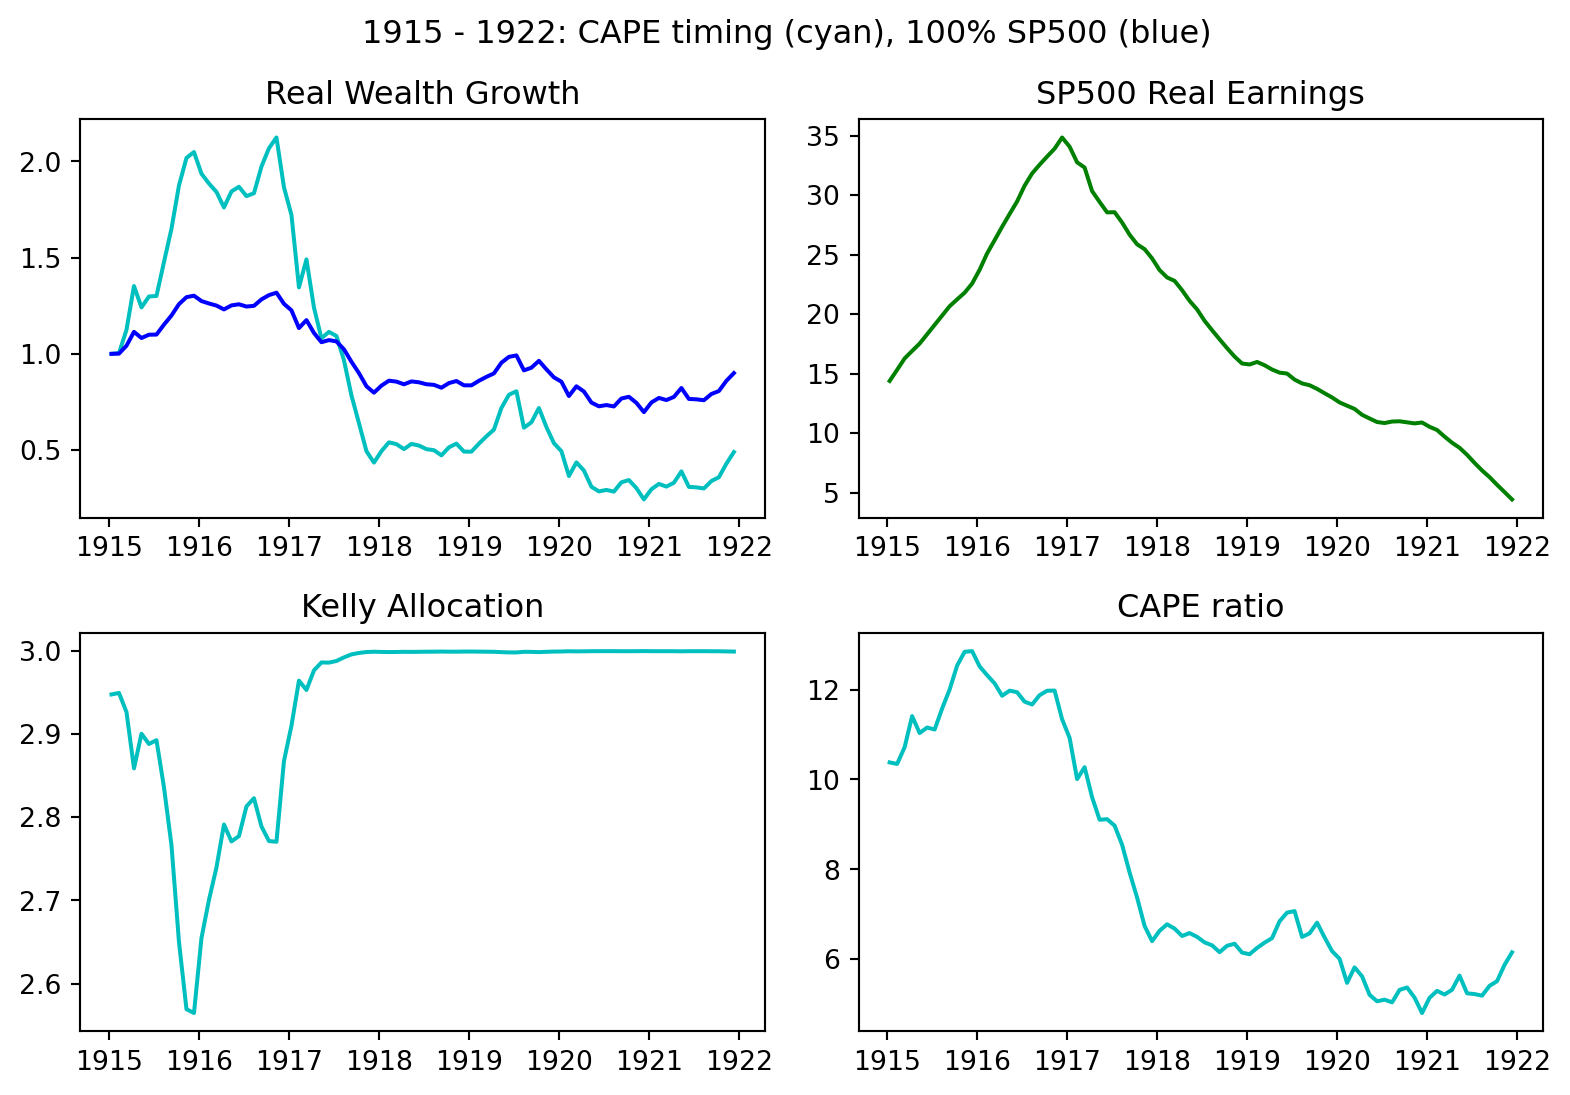 1915 - 1922: CAPE timing (cyan), 100% SP500 (blue)
Real Wealth Growth
2.0
1.5
1.0
0.5
1915 1916 1917 1918 1919 1920 1921 1922
SP500 Real Earnings
35
30
25
20
15
10
5
1915 1916 1917 1918 1919 1920 1921 1922
Kelly Allocation
3.0
2.9
2.8
2.7
2.6
1915 1916 1917 1918 1919 1920 1921 1922
CAPE ratio
12
10
8
6
1915 1916 1917 1918 1919 1920 1921 1922